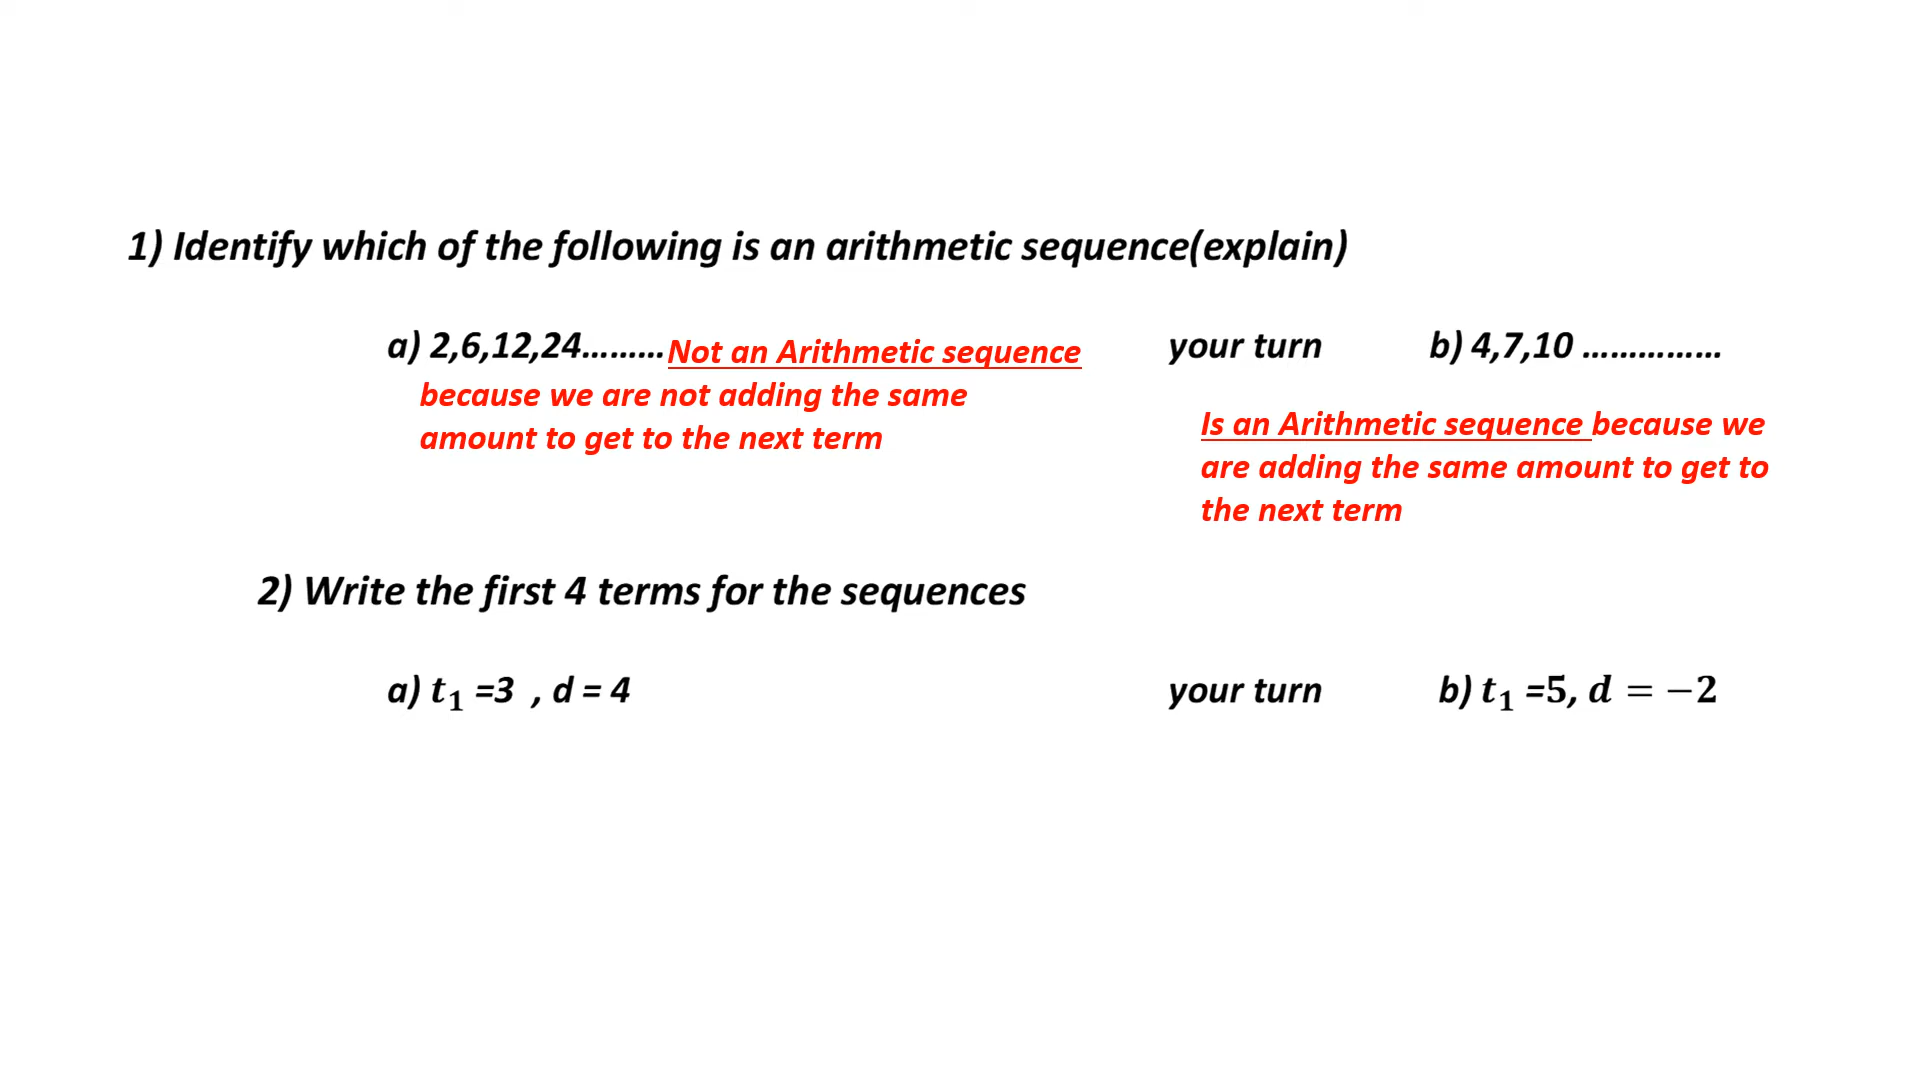 1) Identify which of the following is an arithmetic sequence(explain)
a) 2,6,12,24......... Not an Arithmetic sequence
because we are not adding the same
amount to get to the next term
your turn b) 4,7,10 ...............
Is an Arithmetic sequence because we
are adding the same amount to get to
the next term
2) Write the first 4 terms for the sequences
a) t₁ =3 , d = 4
your turn b) t₁ =5, d = −2